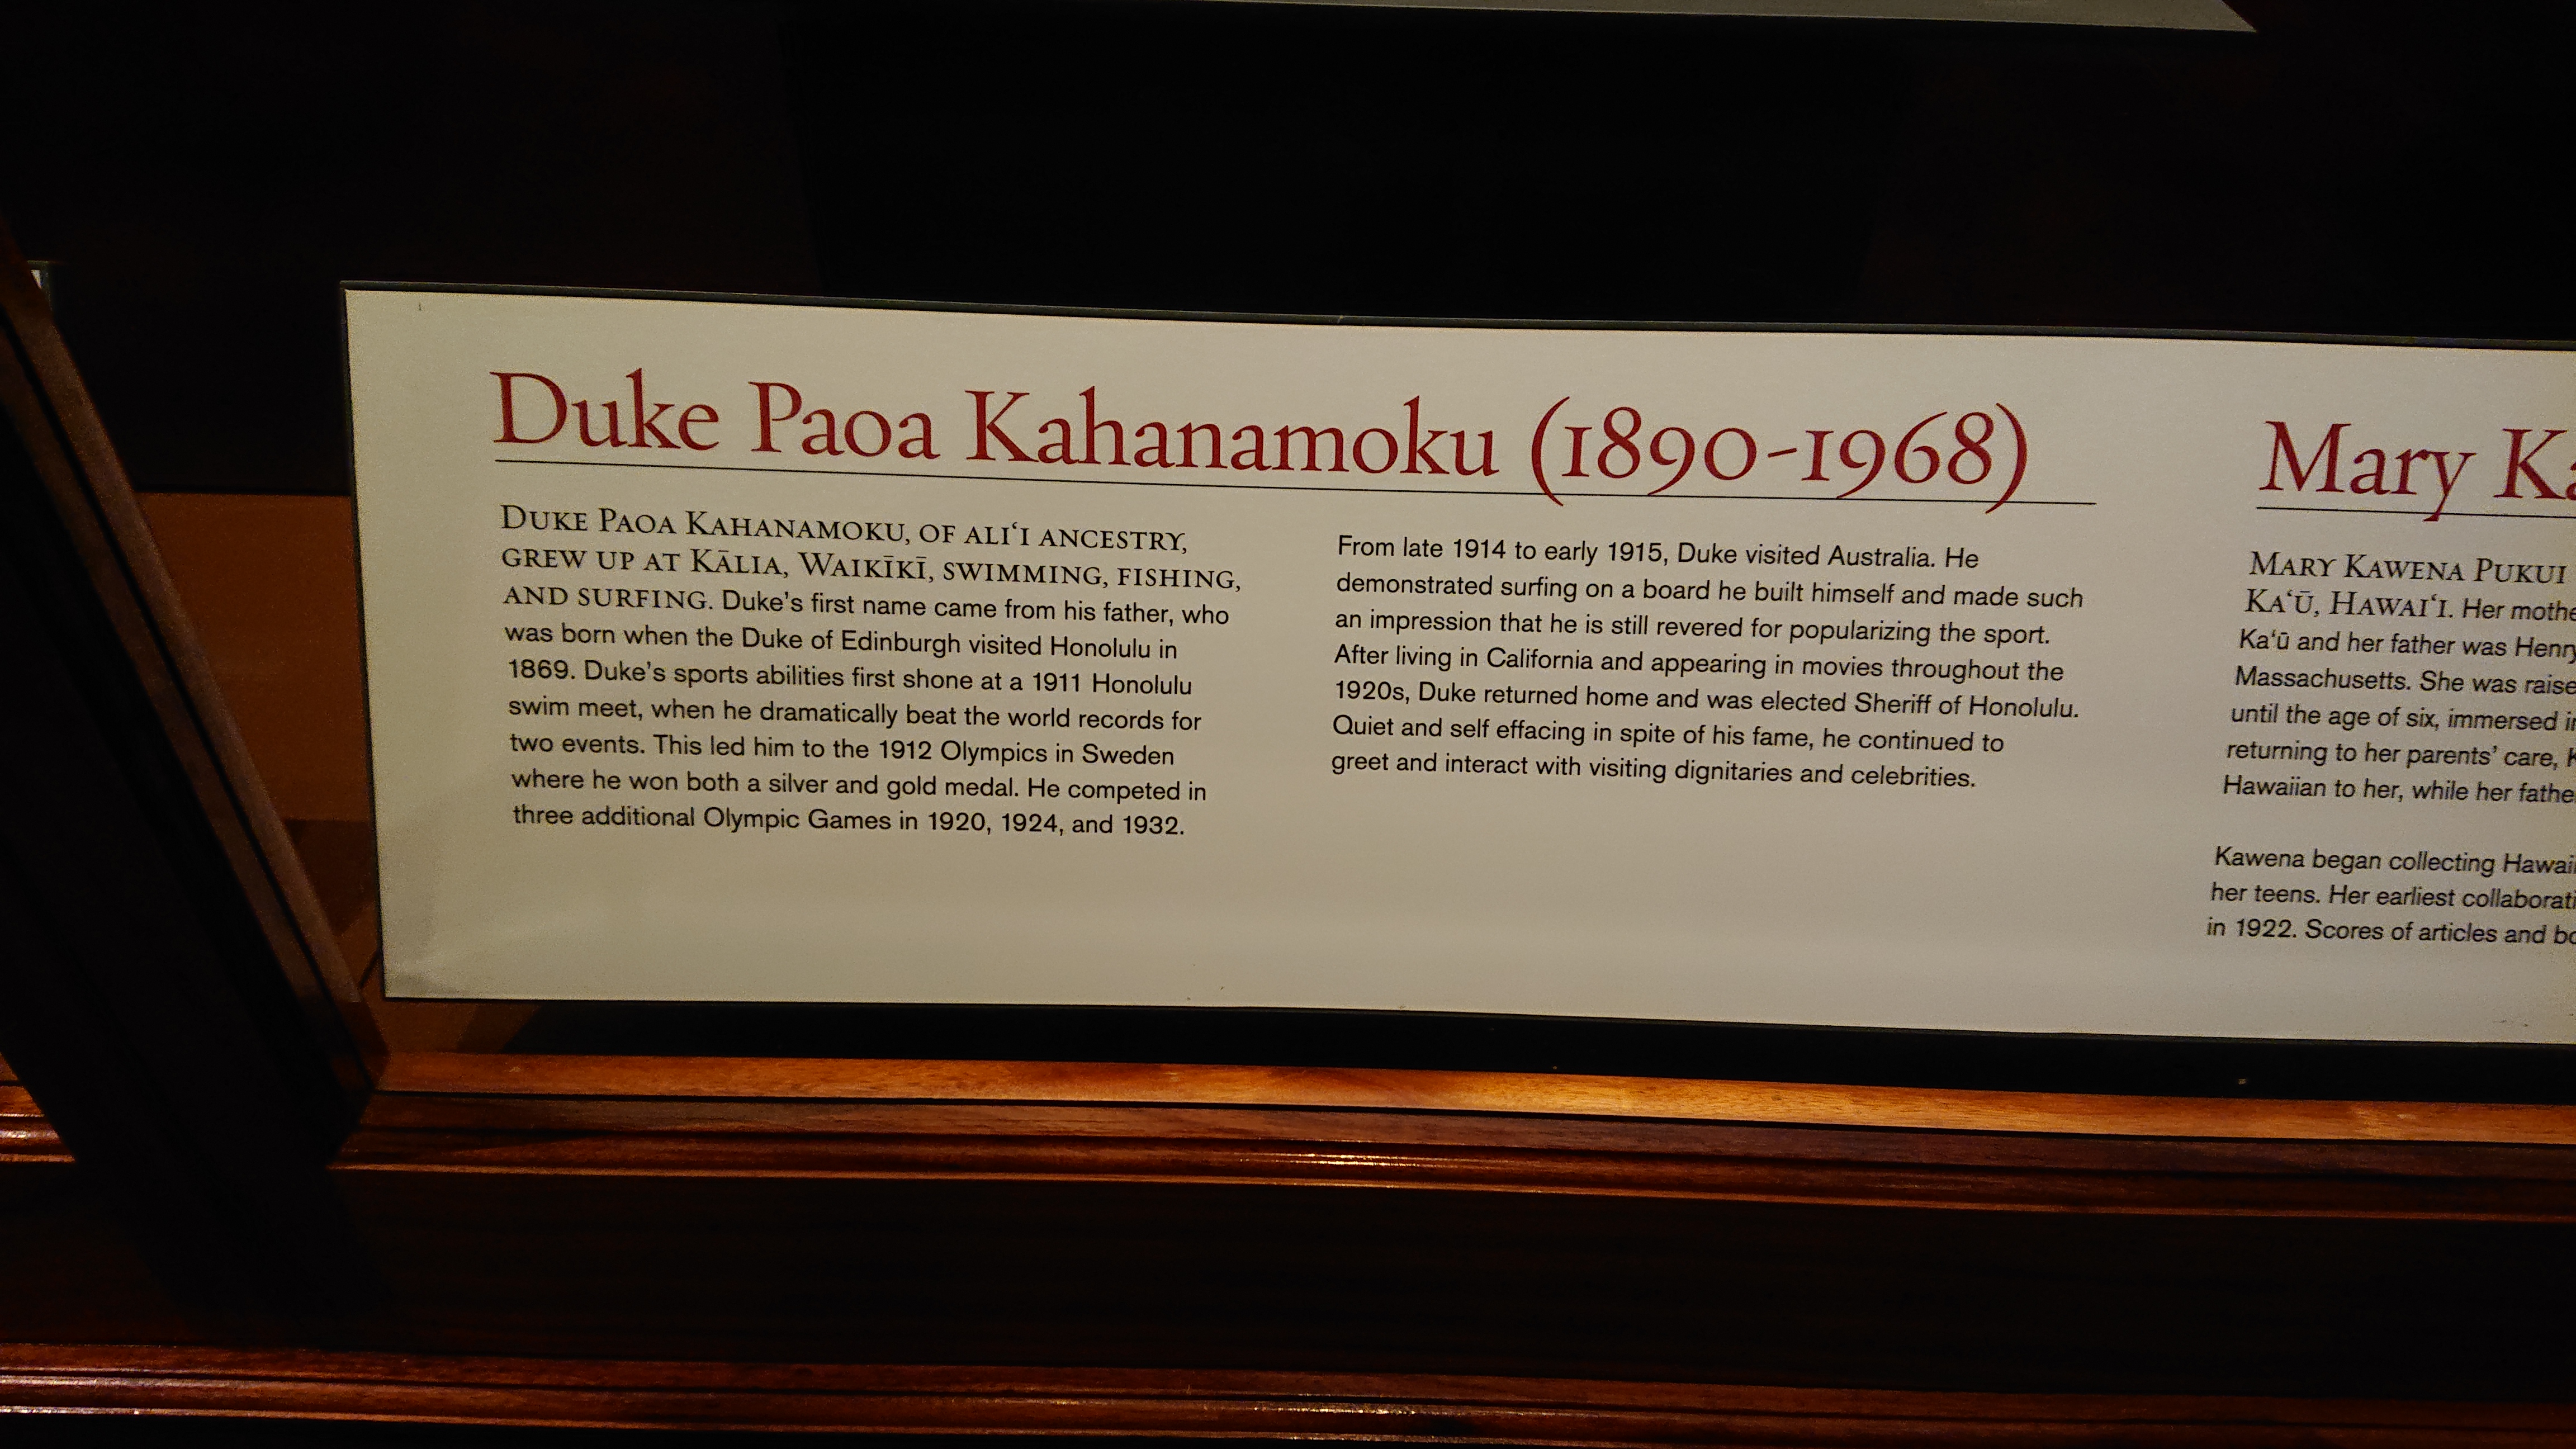 Duke Paoa Kahanamoku (1890-1968)
DUKE PAOA KAHANAMOKU, OF ALIʻI ANCESTRY,
GREW UP AT KĀLIA, WAIKĪKĪ, SWIMMING, FISHING,
AND SURFING. Duke’s first name came from his father, who
was born when the Duke of Edinburgh visited Honolulu in
1869. Duke’s sports abilities first shone at a 1911 Honolulu
swim meet, when he dramatically beat the world records for
two events. This led him to the 1912 Olympics in Sweden
where he won both a silver and gold medal. He competed in
three additional Olympic Games in 1920, 1924, and 1932.
From late 1914 to early 1915, Duke visited Australia. He
demonstrated surfing on a board he built himself and made such
an impression that he is still revered for popularizing the sport.
After living in California and appearing in movies throughout the
1920s, Duke returned home and was elected Sheriff of Honolulu.
Quiet and self effacing in spite of his fame, he continued to
greet and interact with visiting dignitaries and celebrities.
Mary
MARY KAWENA PUKUI
KAʻŪ, HAWAIʻI. Her
Kaʻū and her father was Henry
Massachusetts. She was
until the age of six, immersed
returning to her parents’ care,
Hawaiian to her, while her
Kawena began collecting
her teens. Her earliest
in 1922. Scores of articles and